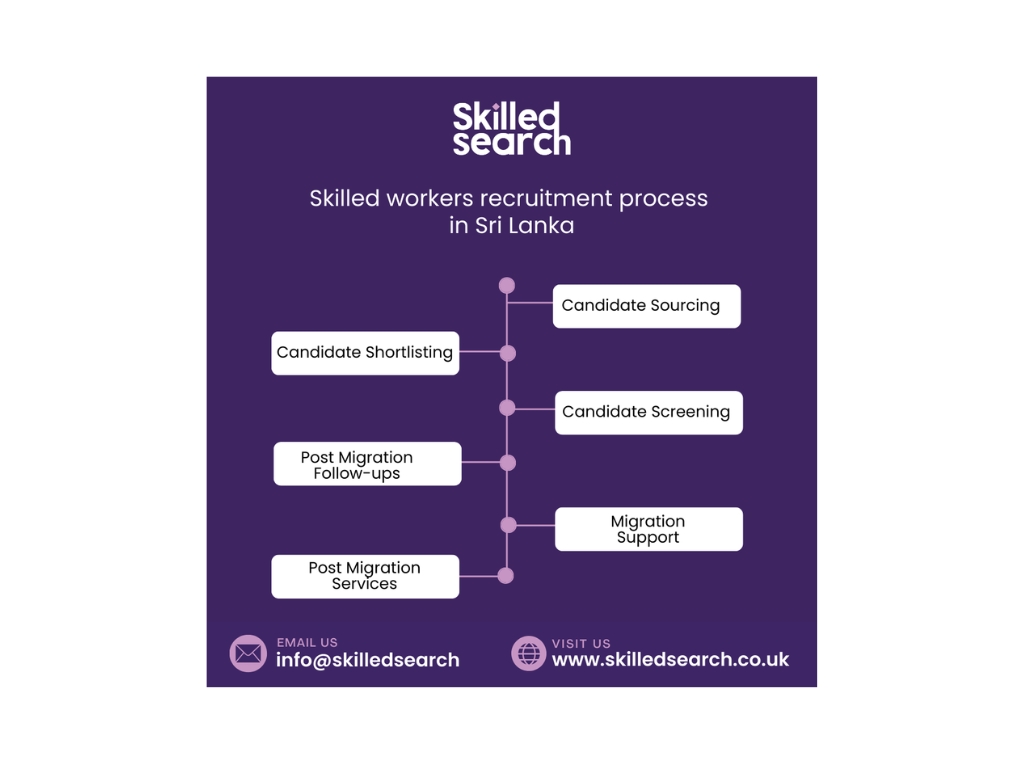 Skilled
search
Skilled workers recruitment process
in Sri Lanka
Candidate Sourcing
Candidate Shortlisting
Candidate Screening
Post Migration
Follow-ups
Migration
Support
Post Migration
Services
EMAIL US
info@skilledsearch
VISIT US
www.skilledsearch.co.uk